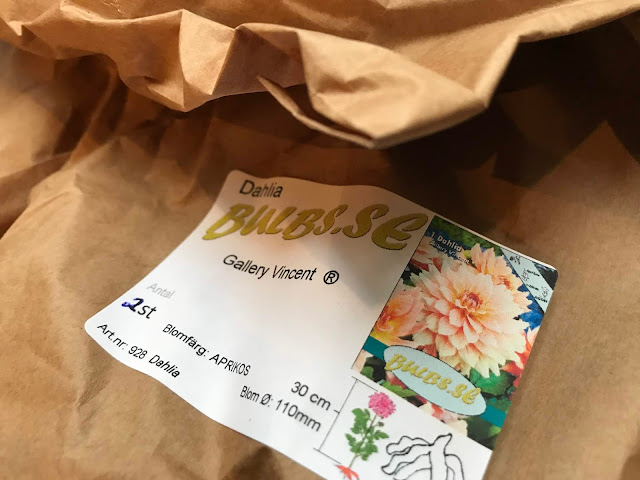 Dahlia
BULBS.SE
Gallery Vincent ®
Antal
2st
Blomfärg: APRIKOS
Art.nr: 928 Dahlia
30 cm
Blom Ø: 110mm
Dahlia
BULBS.SE